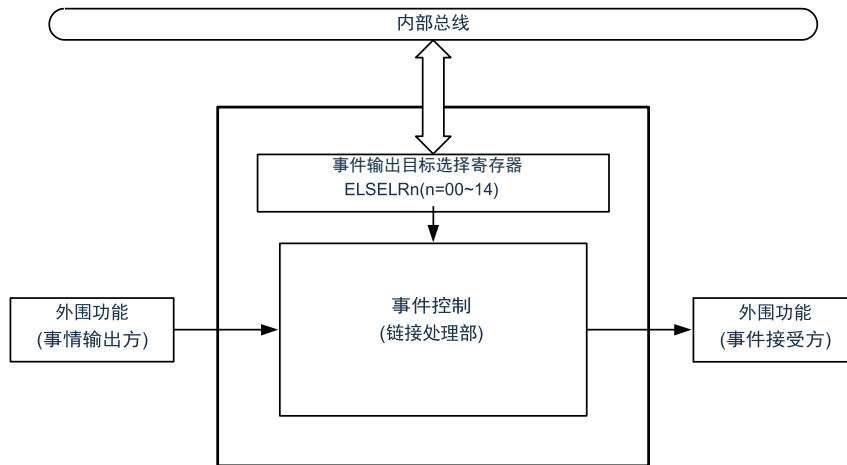 内部总线
事件输出目标选择寄存器
ELSELRn(n=00~14)
事件控制
(链接处理部)
外围功能
(事情输出方)
外围功能
(事件接受方)